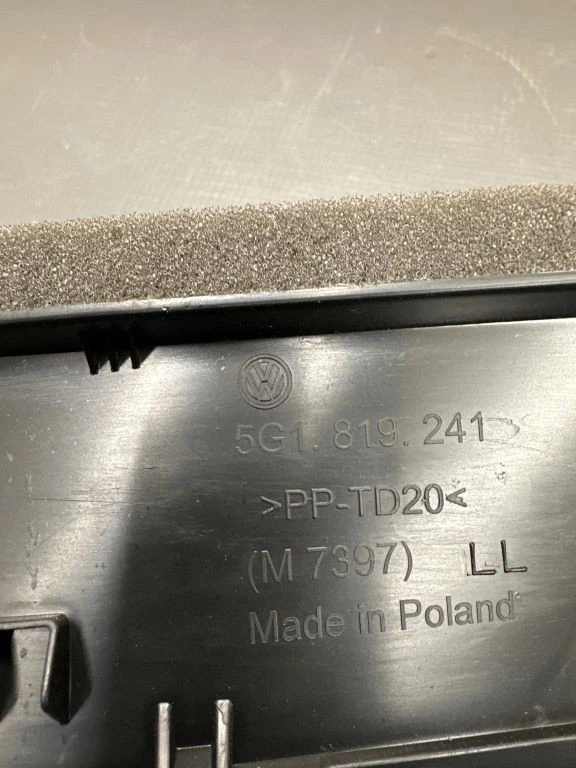 5G1. 819. 241
>PP-TD20<
(M 7397) LL
Made in Poland